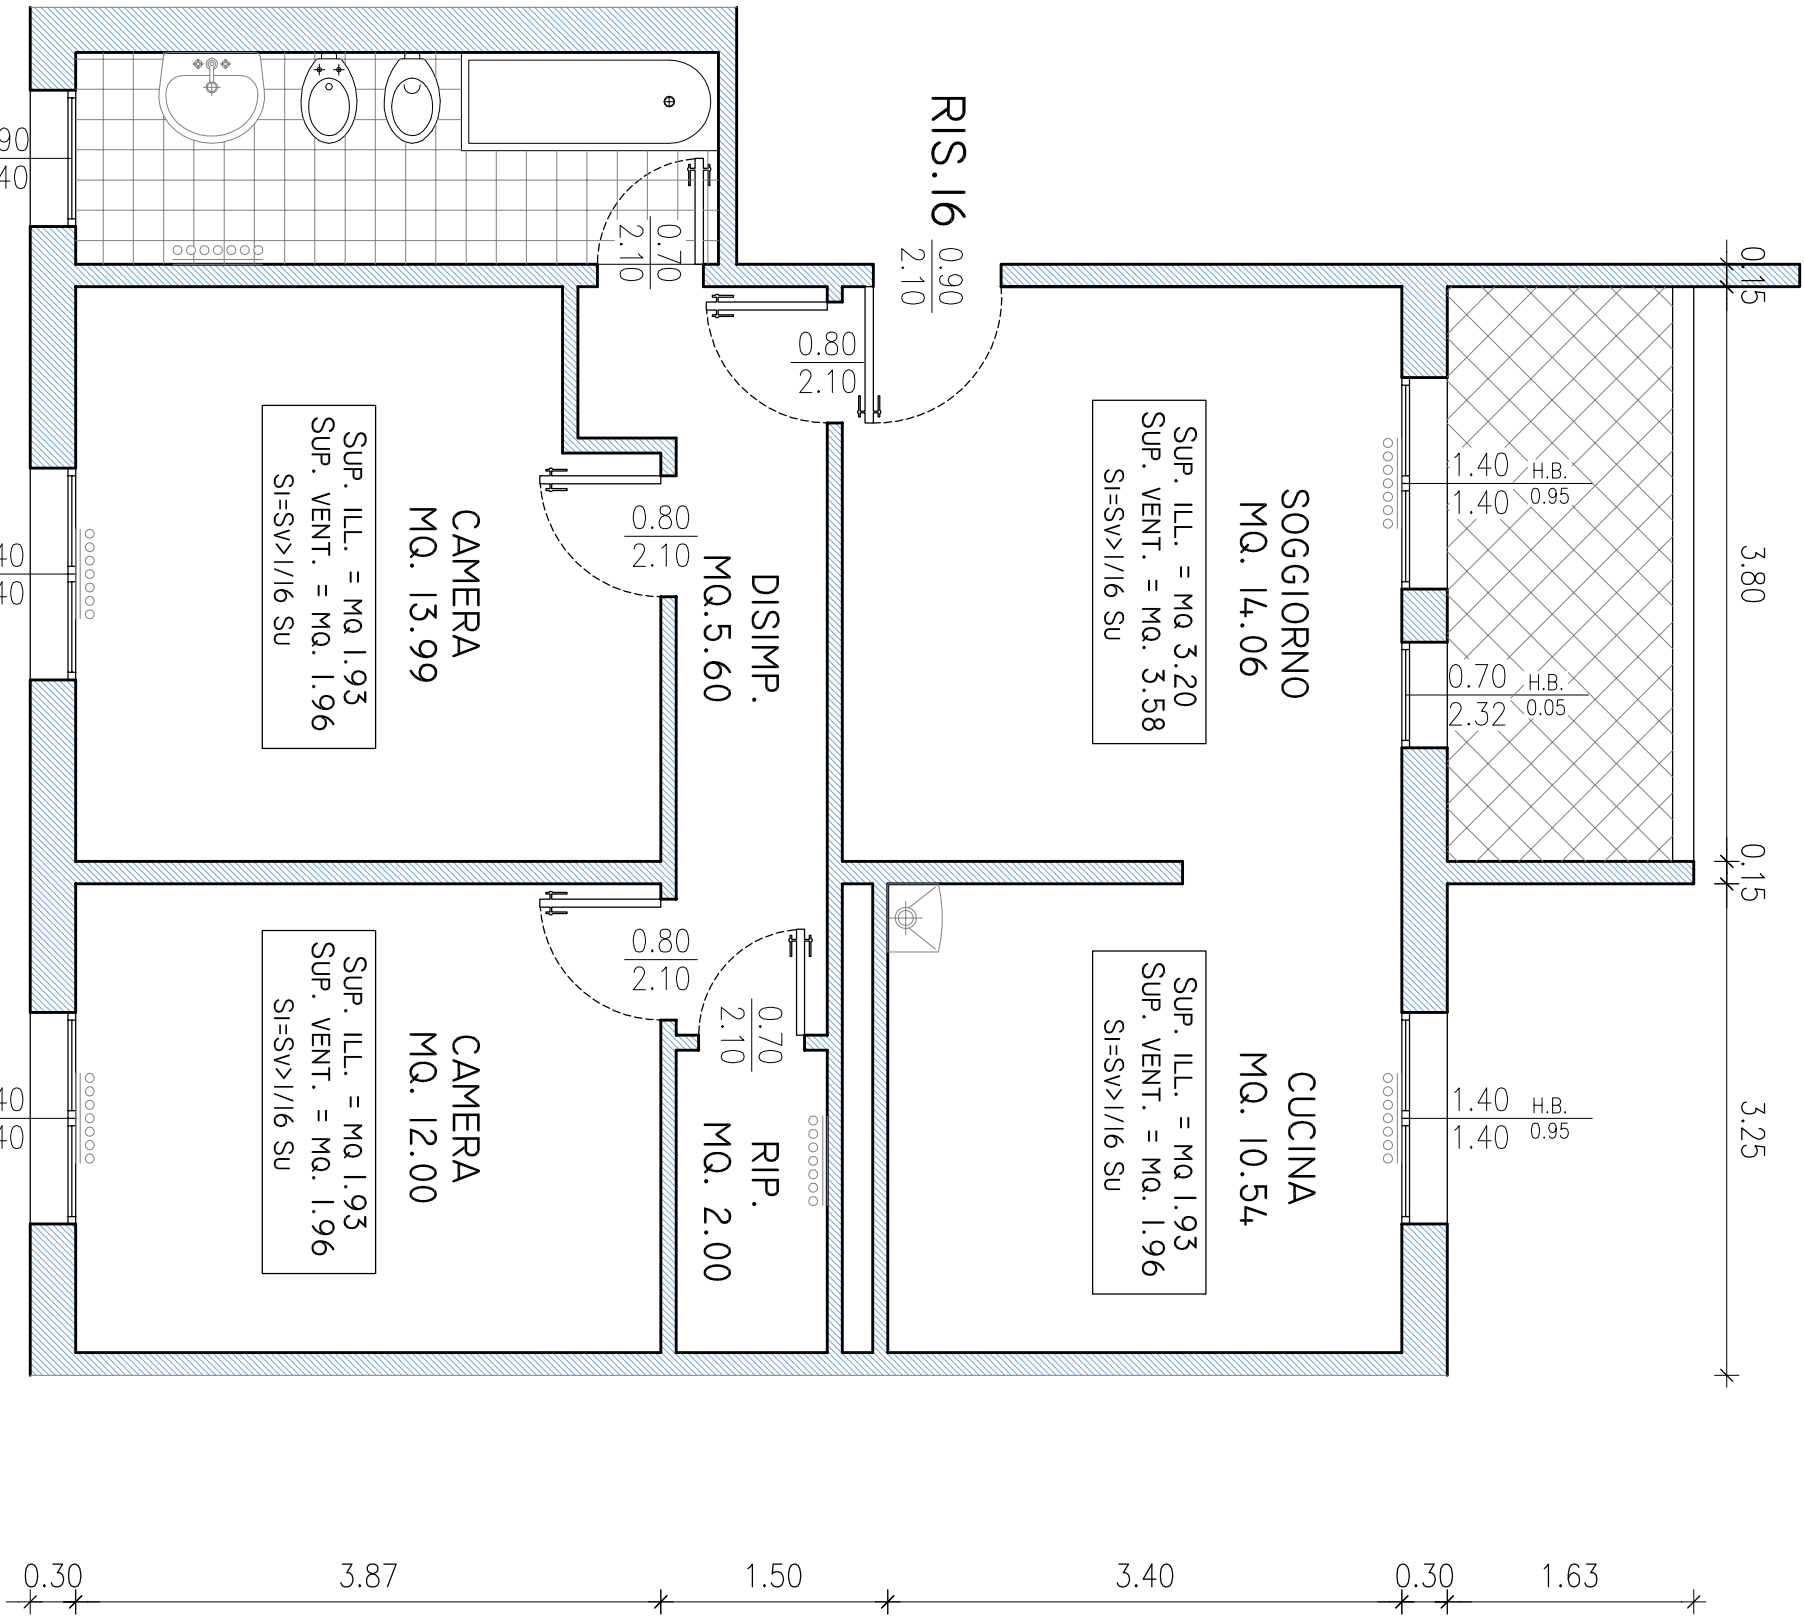 RIS.16
0.90
2.10
0.70
2.10
0.80
2.10
0.15
3.80
0.15
3.25
SOGGIORNO
MQ. 14.06
SUP. ILL. = MQ 3.20
SUP. VENT. = MQ. 3.58
SI=SV>1/16 SU
1.40
1.40
H.B.
0.95
0.70
2.32
H.B.
0.05
CUCINA
MQ. 10.54
SUP. ILL. = MQ 1.93
SUP. VENT. = MQ. 1.96
SI=SV>1/16 SU
1.40
1.40
H.B.
0.95
DISIMP.
MQ.5.60
RIP.
MQ. 2.00
0.70
2.10
CAMERA
MQ. 13.99
SUP. ILL. = MQ 1.93
SUP. VENT. = MQ. 1.96
SI=SV>1/16 SU
0.80
2.10
CAMERA
MQ. 12.00
SUP. ILL. = MQ 1.93
SUP. VENT. = MQ. 1.96
SI=SV>1/16 SU
0.80
2.10
90
40
40
40
40
40
0.30
3.87
1.50
3.40
0.30
1.63